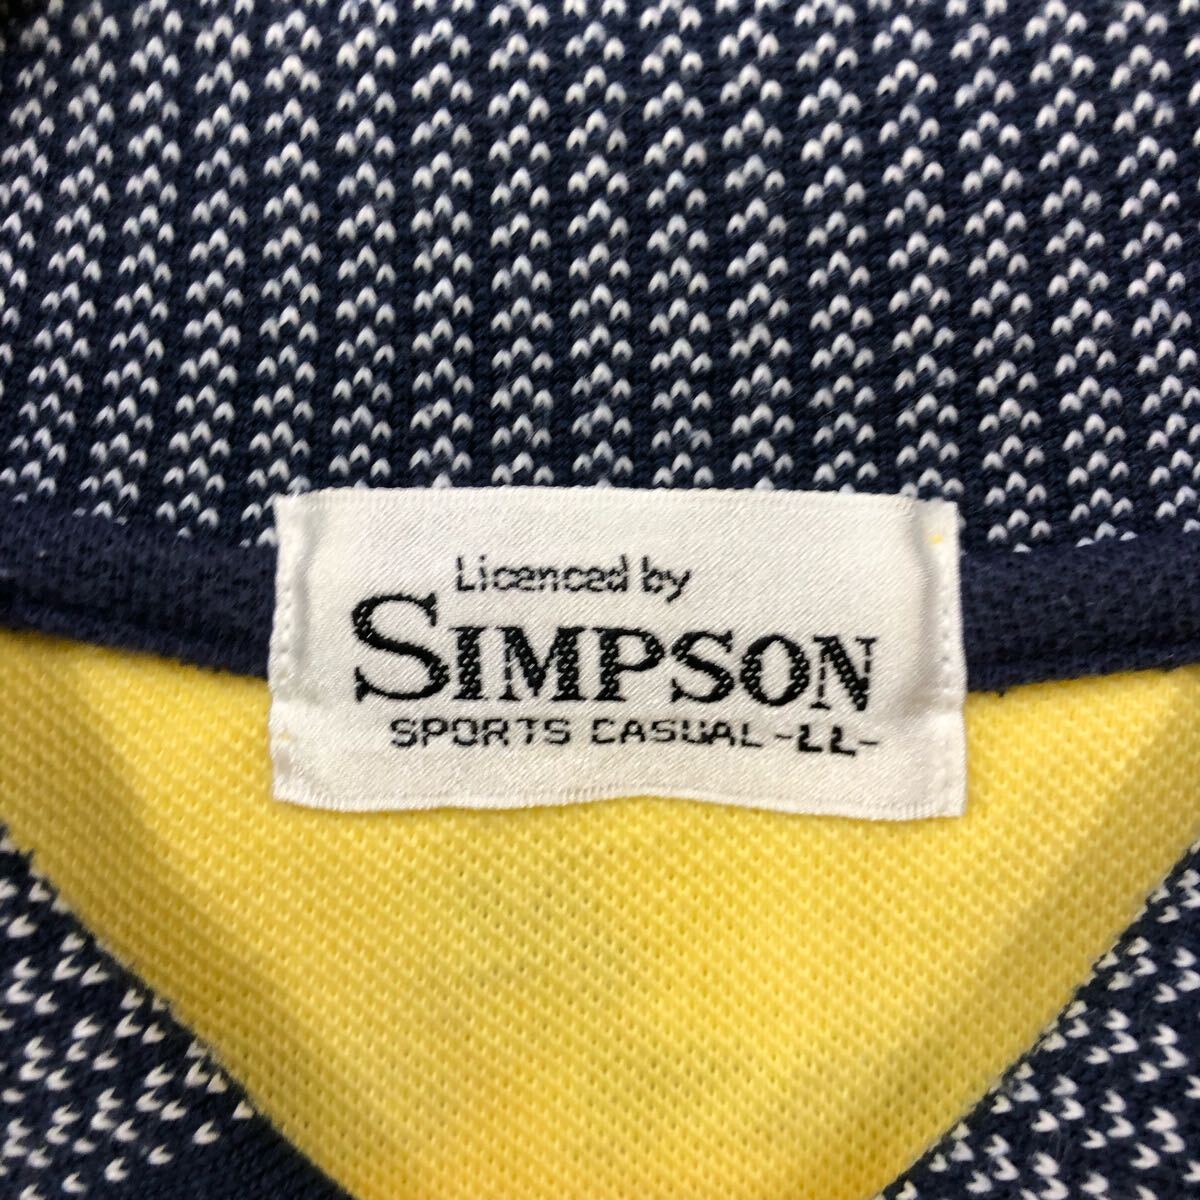 Licenced by
SIMPSON
SPORTS CASUAL -LL-